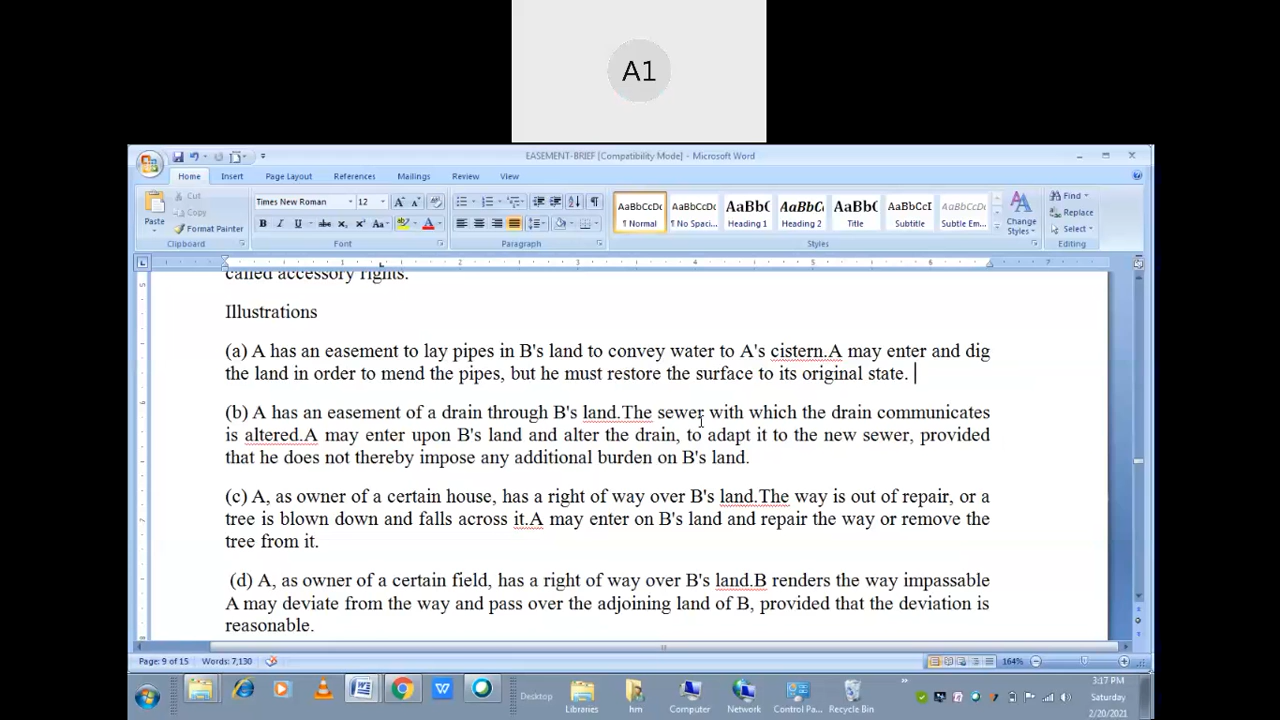 A1
EASEMENT-BRIEF [Compatibility Mode] - Microsoft Word
Home Insert Page Layout References Mailings Review View
Paste
Cut
Copy
Format Painter
Clipboard
Times New Roman 12
Font
Paragraph
AaBbCcDc AaBbCcDc AaBbC AaBbCc AaBb AaBbCcI AaBbCcDc
¶ Normal ¶ No Spaci... Heading 1 Heading 2 Title Subtitle Subtle Em...
Styles
Change Styles
Find
Replace
Select
Editing
called accessory rights.
Illustrations
(a) A has an easement to lay pipes in B's land to convey water to A's cistern.A may enter and dig
the land in order to mend the pipes, but he must restore the surface to its original state.
(b) A has an easement of a drain through B's land.The sewer with which the drain communicates
is altered.A may enter upon B's land and alter the drain, to adapt it to the new sewer, provided
that he does not thereby impose any additional burden on B's land.
(c) A, as owner of a certain house, has a right of way over B's land.The way is out of repair, or a
tree is blown down and falls across it.A may enter on B's land and repair the way or remove the
tree from it.
(d) A, as owner of a certain field, has a right of way over B's land.B renders the way impassable
A may deviate from the way and pass over the adjoining land of B, provided that the deviation is
reasonable.
Page: 9 of 15 Words: 7,130 164%
Desktop Libraries hm Computer Network Control Pa... Recycle Bin
3:17 PM
Saturday
2/20/2021